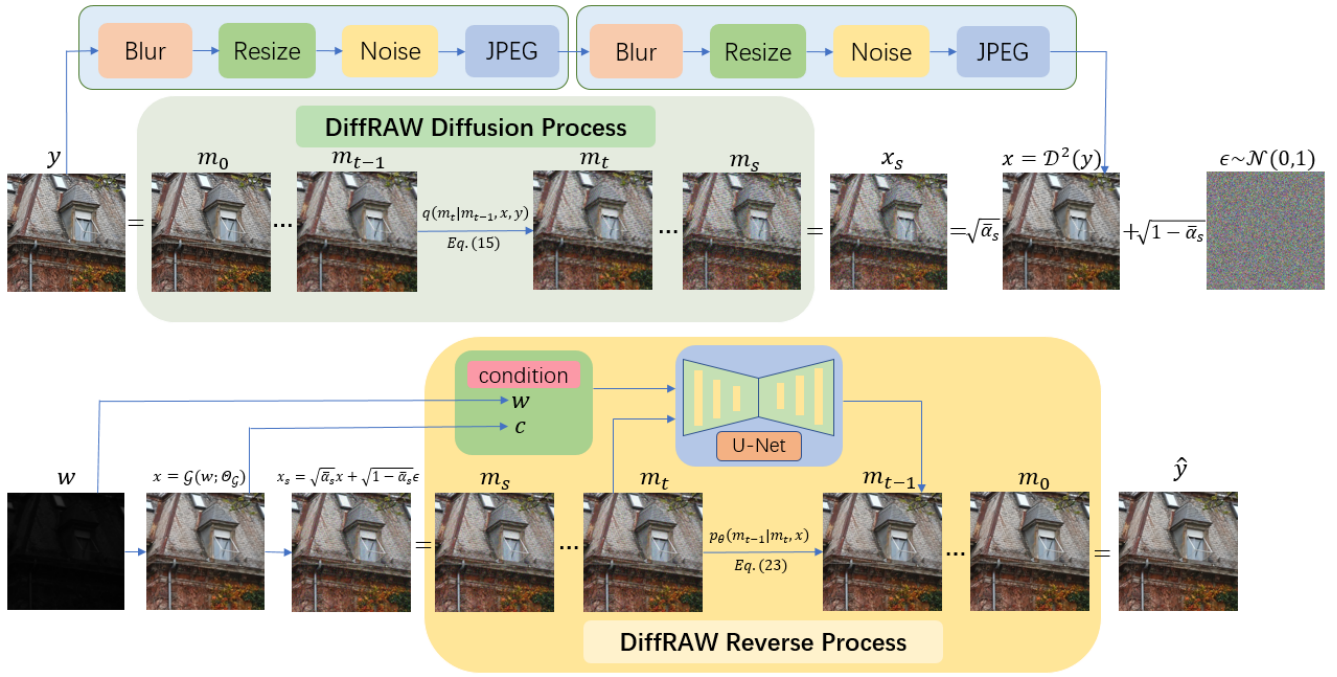 Blur Resize Noise JPEG Blur Resize Noise JPEG
DiffRAW Diffusion Process
y m₀ m_{t−1} m_t m_s x_s x = 𝒟²(y) ϵ~𝒩(0,1)
= ... q(m_t|m_{t−1}, x, y) ... = =√ᾱ_s +√1 − ᾱ_s
Eq. (15)
condition
w
c
U-Net
w x = 𝒢(w; Θ_𝒢) x_s = √ᾱ_s x + √1 − ᾱ_s ϵ m_s m_t m_{t−1} m₀ ŷ
= ... p_θ(m_{t−1}|m_t, x) ... =
Eq. (23)
DiffRAW Reverse Process